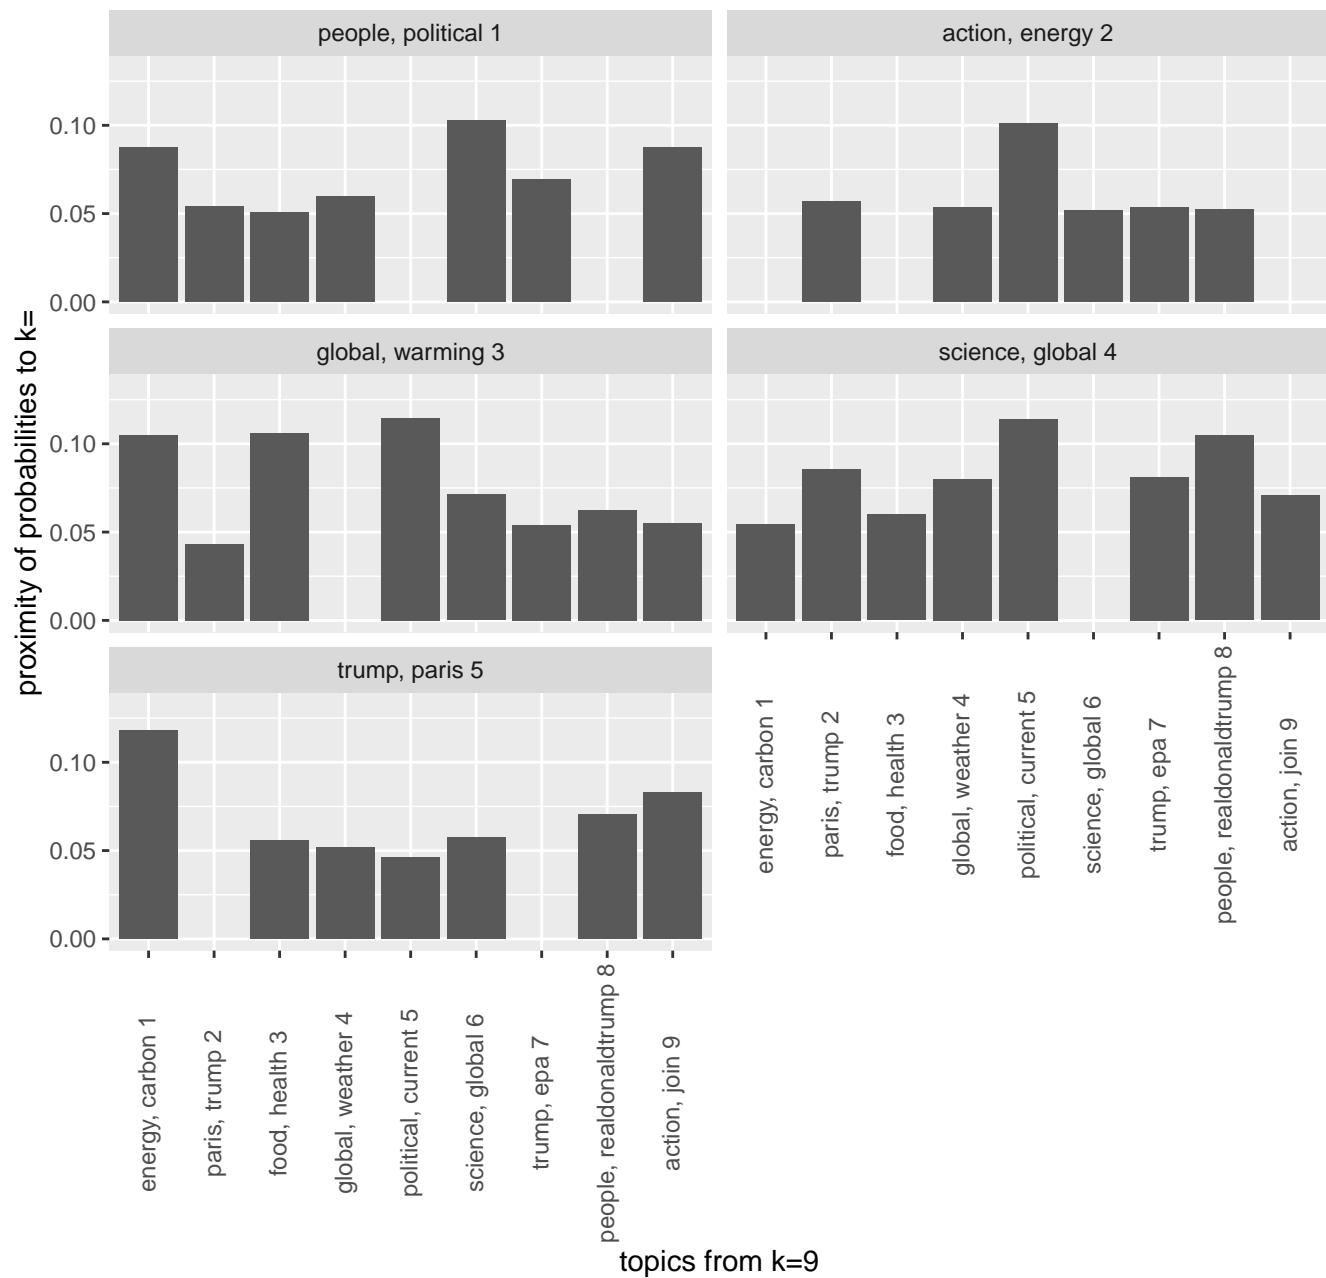 people, political 1
action, energy 2
0.10
0.05
0.00
global, warming 3
science, global 4
0.10
0.05
0.00
trump, paris 5
0.10
0.05
0.00
energy, carbon 1
paris, trump 2
food, health 3
global, weather 4
political, current 5
science, global 6
trump, epa 7
people, realdonaldtrump 8
action, join 9
energy, carbon 1
paris, trump 2
food, health 3
global, weather 4
political, current 5
science, global 6
trump, epa 7
people, realdonaldtrump 8
action, join 9
topics from k=9
proximity of probabilities to k=